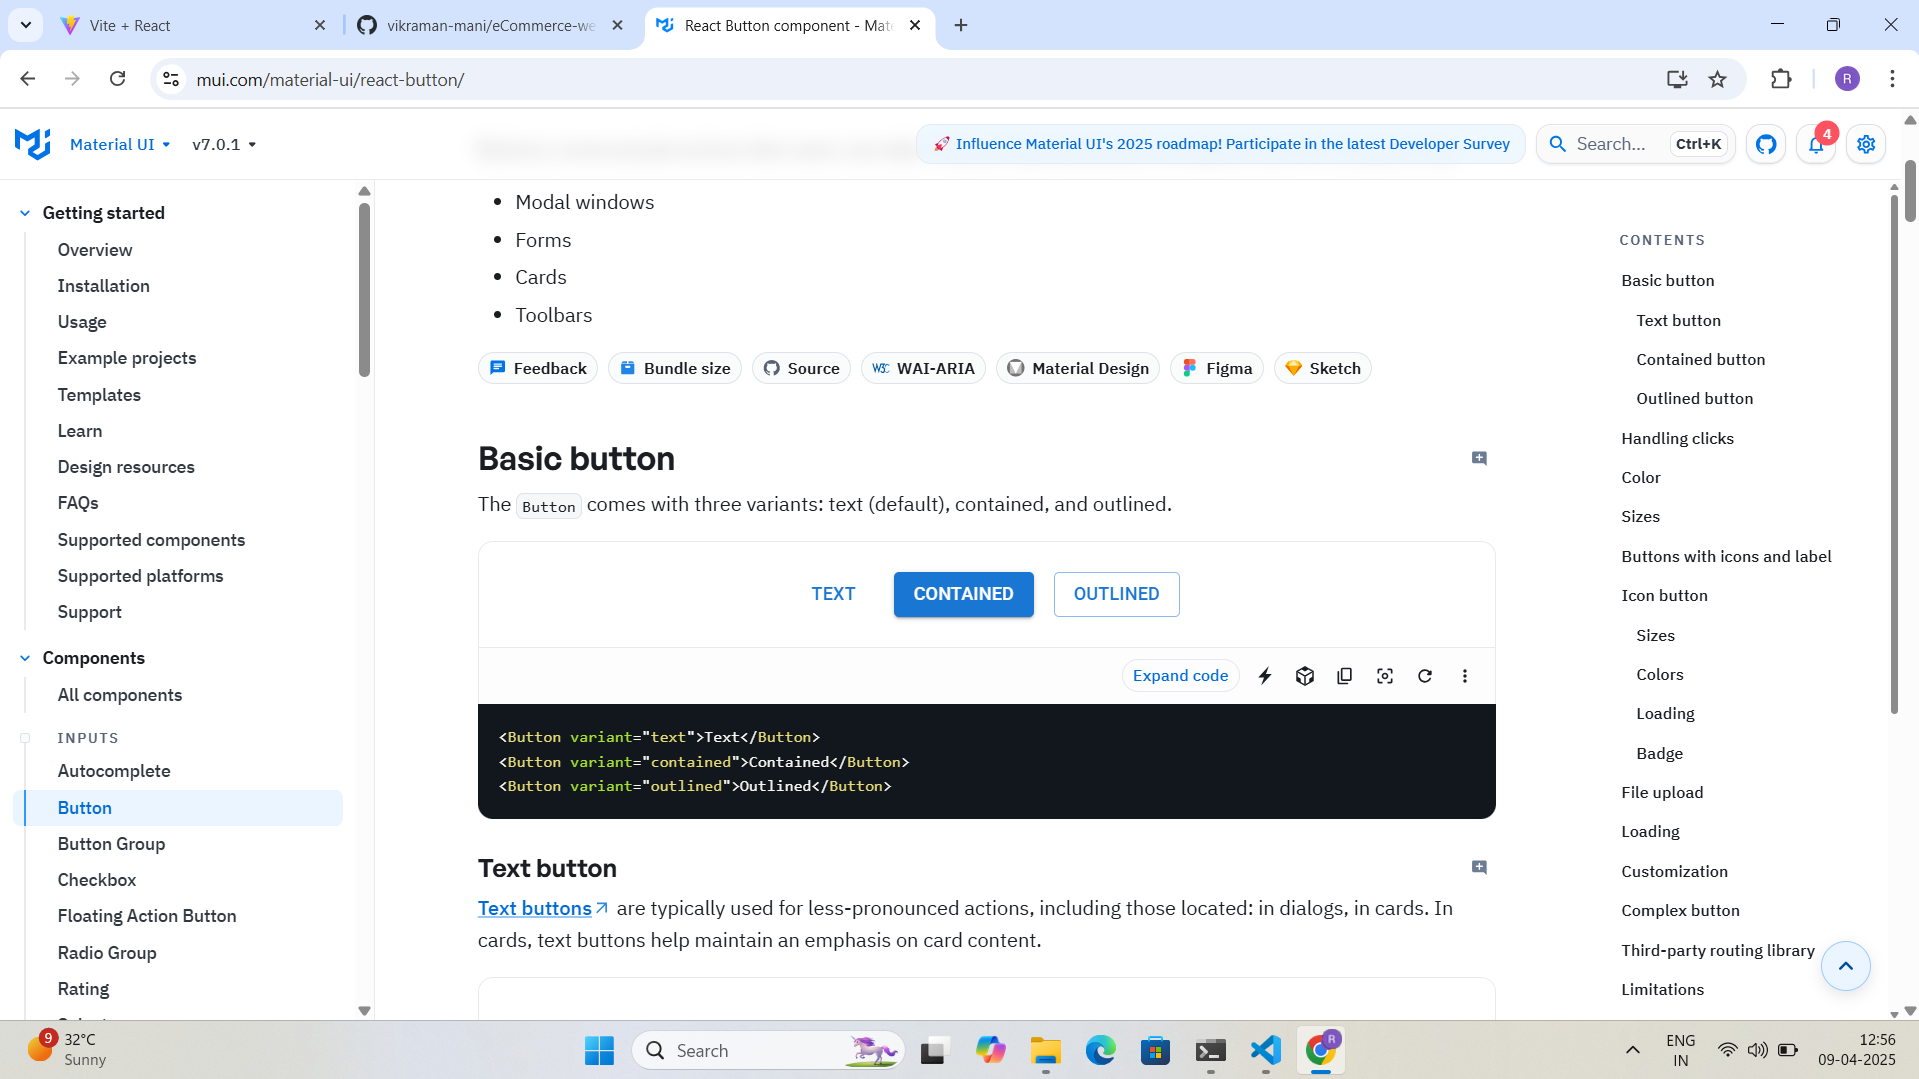 Vite + React
vikraman-mani/eCommerce-we
React Button component - Mate
mui.com/material-ui/react-button/
R
Material UI
v7.0.1
🚀 Influence Material UI's 2025 roadmap! Participate in the latest Developer Survey
Search...
Ctrl+K
4
Getting started
Overview
Installation
Usage
Example projects
Templates
Learn
Design resources
FAQs
Supported components
Supported platforms
Support
Components
All components
INPUTS
Autocomplete
Button
Button Group
Checkbox
Floating Action Button
Radio Group
Rating
• Modal windows
• Forms
• Cards
• Toolbars
Feedback
Bundle size
Source
W3C WAI-ARIA
Material Design
Figma
Sketch
Basic button
The Button comes with three variants: text (default), contained, and outlined.
TEXT
CONTAINED
OUTLINED
Expand code
<Button variant="text">Text</Button>
<Button variant="contained">Contained</Button>
<Button variant="outlined">Outlined</Button>
Text button
Text buttons are typically used for less-pronounced actions, including those located: in dialogs, in cards. In
cards, text buttons help maintain an emphasis on card content.
CONTENTS
Basic button
Text button
Contained button
Outlined button
Handling clicks
Color
Sizes
Buttons with icons and label
Icon button
Sizes
Colors
Loading
Badge
File upload
Loading
Customization
Complex button
Third-party routing library
Limitations
9
32°C
Sunny
Search
R
ENG
IN
12:56
09-04-2025